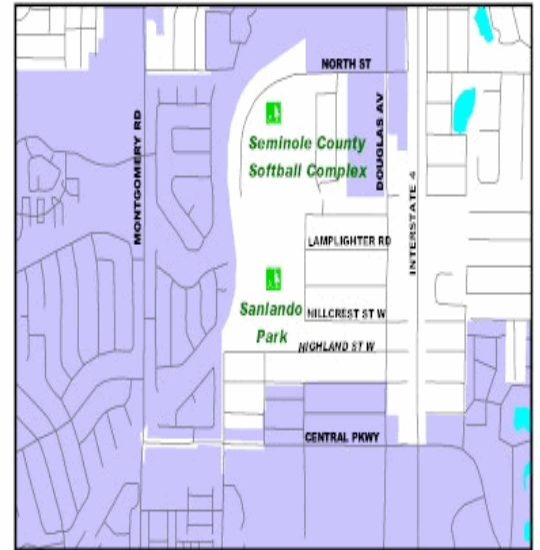 NORTH ST
MONTGOMERY RD
DOUGLAS AV
Seminole County
Softball Complex
INTERSTATE 4
LAMPLIGHTER RD
Sanlando
Park
HILLCREST ST W
HIGHLAND ST W
CENTRAL PKWY